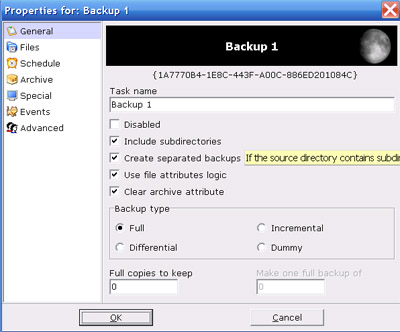 Properties for: Backup 1
General
Files
Schedule
Archive
Special
Events
Advanced
Backup 1
{1A7770B4-1E8C-443F-A00C-886ED201084C}
Task name
Backup 1
Disabled
Include subdirectories
Create separated backups If the source directory contains subdi
Use file attributes logic
Clear archive attribute
Backup type
Full Incremental
Differential Dummy
Full copies to keep Make one full backup of
0 0
OK Cancel